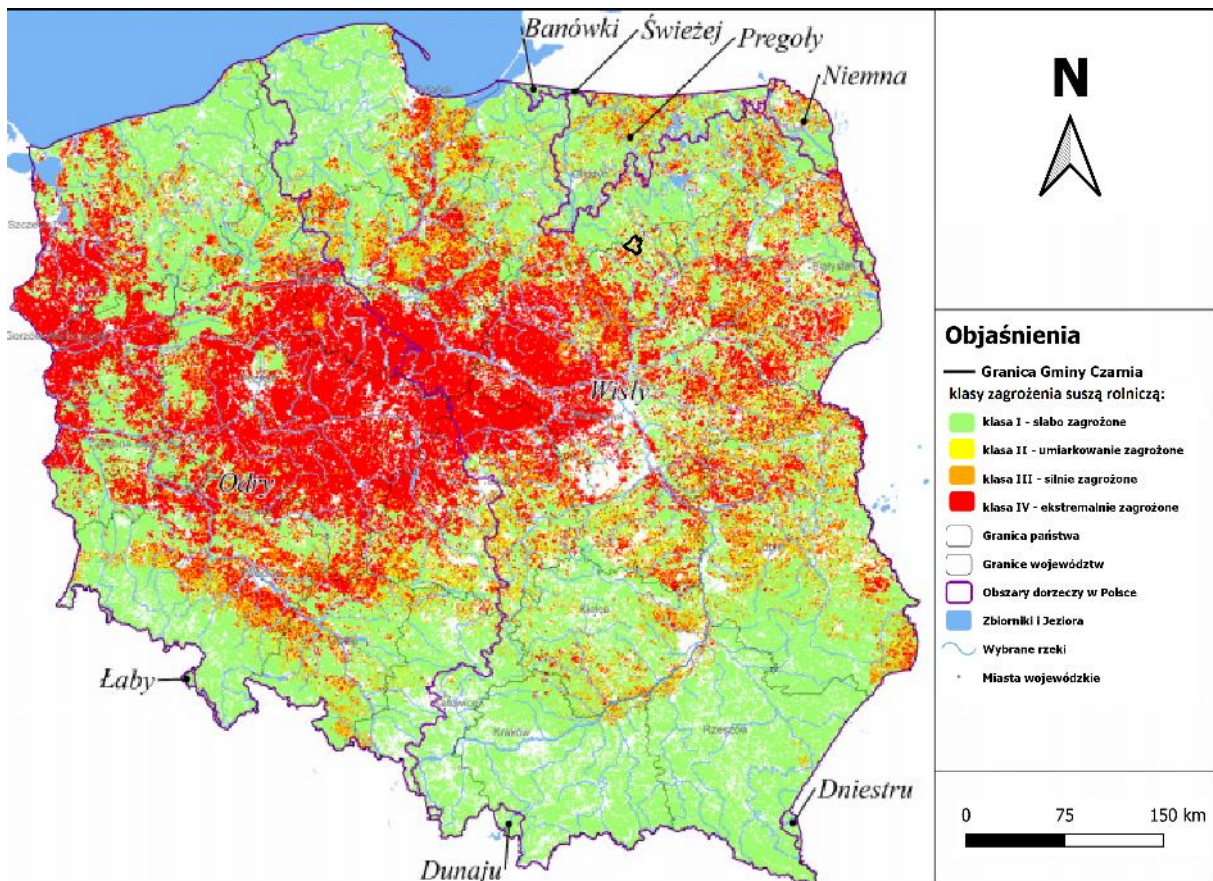 Banówki
Świeżej
Pregoły
Niemna
Wisły
Odry
Łaby
Dunaju
Dniestru
Kielce
Kraków
Rzeszów
N
Objaśnienia
Granica Gminy Czarnia
klasy zagrożenia suszą rolniczą:
klasa I - słabo zagrożone
klasa II - umiarkowanie zagrożone
klasa III - silnie zagrożone
klasa IV - ekstremalnie zagrożone
Granica państwa
Granice województw
Obszary dorzeczy w Polsce
Zbiorniki i Jeziora
Wybrane rzeki
Miasta wojewódzkie
0 75 150 km